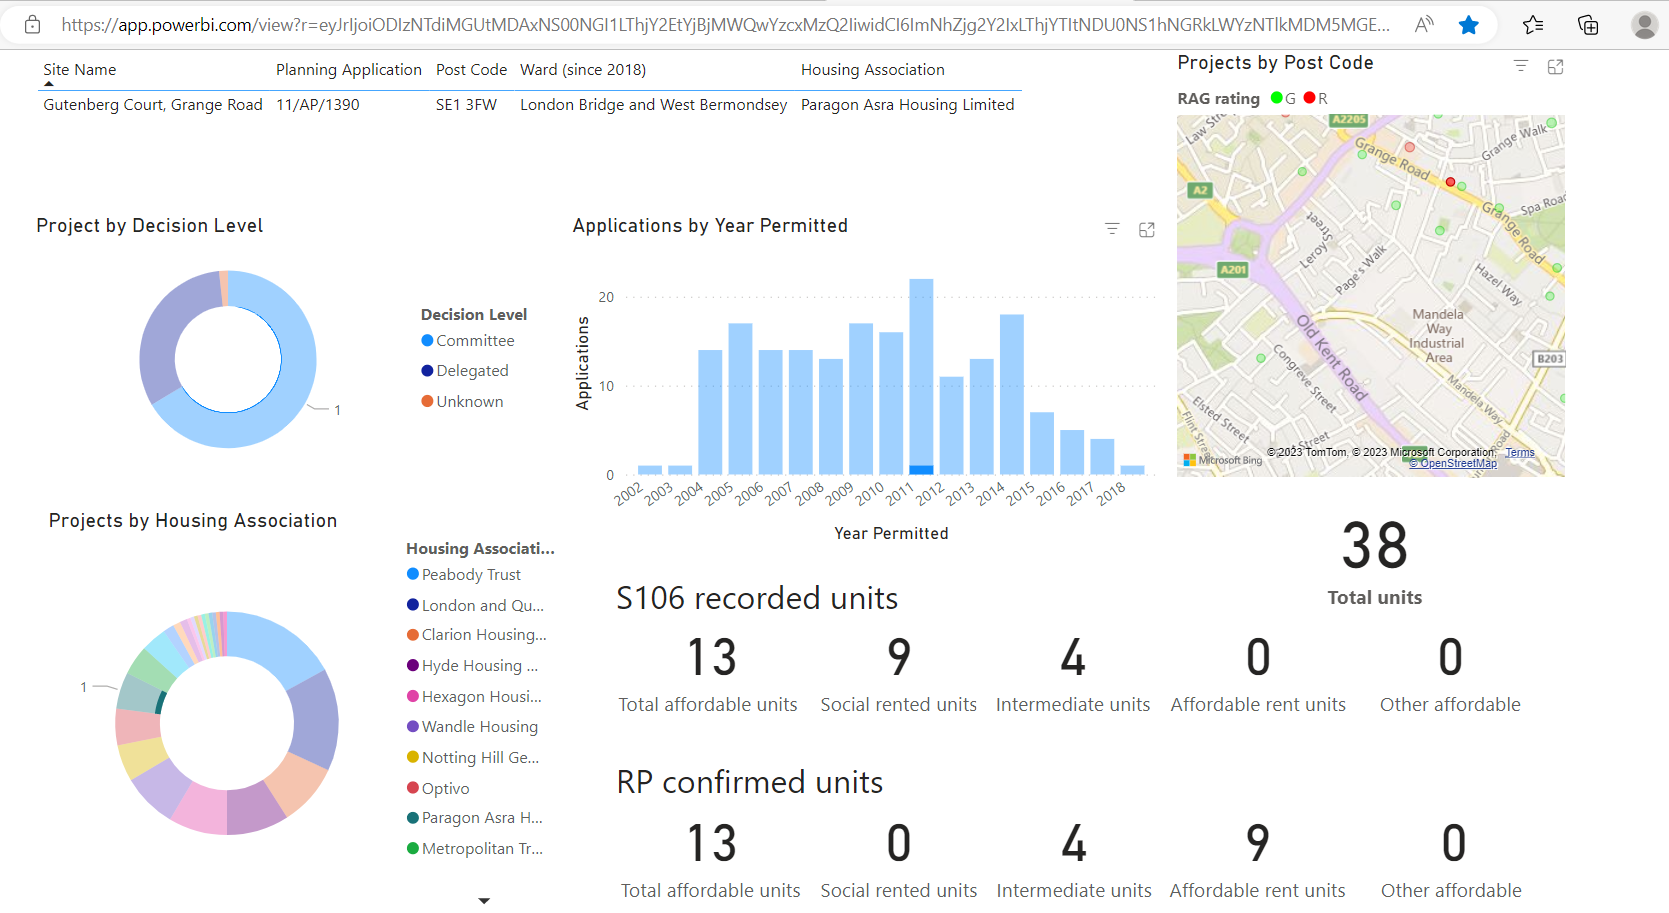 https://app.powerbi.com/view?r=eyJrIjoiODIzNTdiMGUtMDAxNS00NGI1LThjY2EtYjBjMWQwYzcxMzQ2IiwidCI6ImNhZjg2Y2IxLThjYTItNDU0NS1hNGRkLWYzNTlkMDM5MGE...
Site Name Planning Application Post Code Ward (since 2018) Housing Association
Gutenberg Court, Grange Road 11/AP/1390 SE1 3FW London Bridge and West Bermondsey Paragon Asra Housing Limited
Projects by Post Code
RAG rating G R
A2205
Law Stre
Grange Road
Grange Walk
A2
Spa Road
Grange Road
Street
Leroy Street
Page's Walk
A201
Hazel Way
Old Kent Road
Mandela
Way
Industrial
Area
B203
Congreve Street
Mandela Way
Elsted Street
Flint Stre
Street
Microsoft Bing
© 2023 TomTom, © 2023 Microsoft Corporation, Terms
© OpenStreetMap
Project by Decision Level
1
Decision Level
Committee
Delegated
Unknown
Applications by Year Permitted
Applications
20
10
0
2002 2003 2004 2005 2006 2007 2008 2009 2010 2011 2012 2013 2014 2015 2016 2017 2018
Year Permitted
Projects by Housing Association
1
Housing Associati...
Peabody Trust
London and Qu...
Clarion Housing...
Hyde Housing ...
Hexagon Housi...
Wandle Housing
Notting Hill Ge...
Optivo
Paragon Asra H...
Metropolitan Tr...
38
Total units
S106 recorded units
13 9 4 0 0
Total affordable units Social rented units Intermediate units Affordable rent units Other affordable
RP confirmed units
13 0 4 9 0
Total affordable units Social rented units Intermediate units Affordable rent units Other affordable